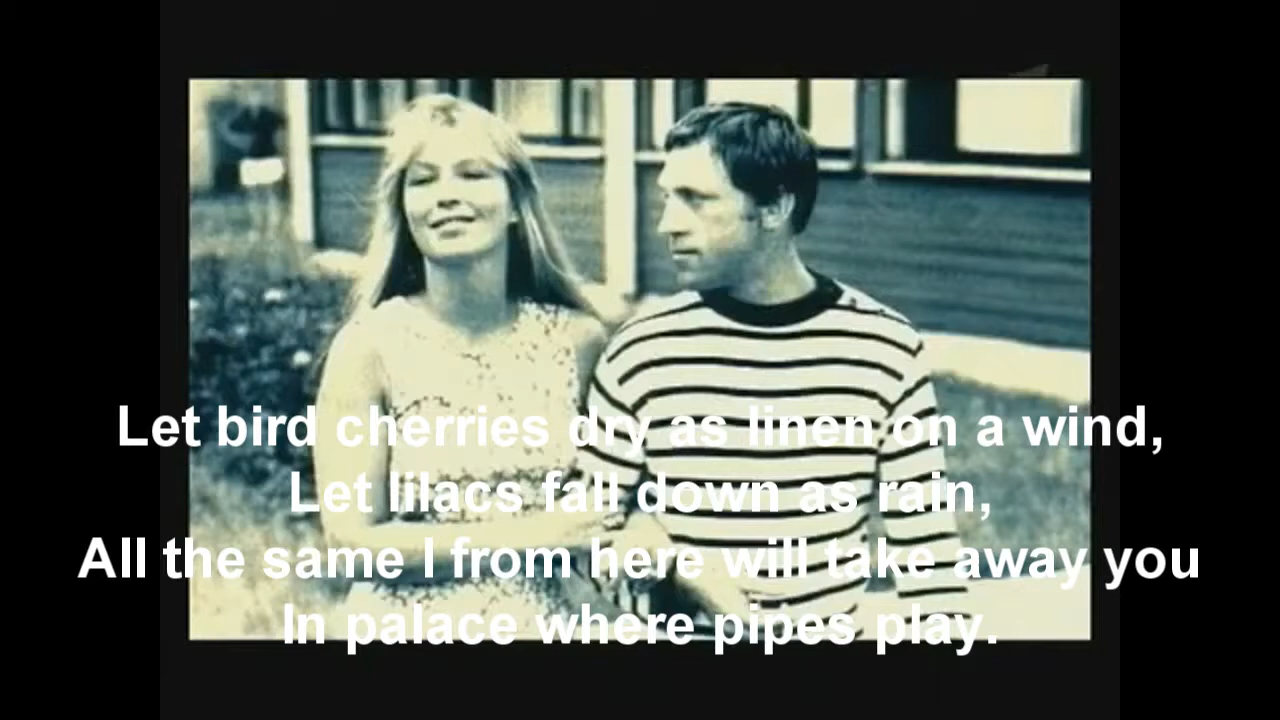 Let bird cherries dry as linen on a wind,
Let lilacs fall down as rain,
All the same I from here will take away you
In palace where pipes play.